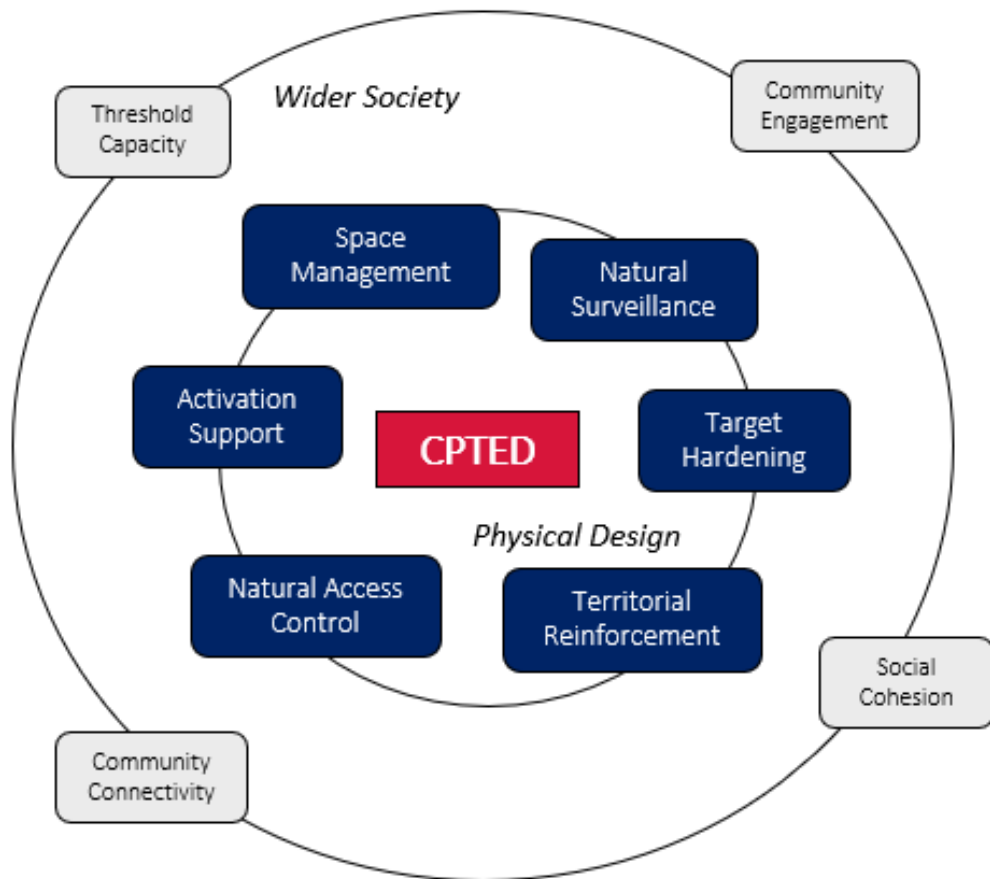 Wider Society
Threshold
Capacity
Community
Engagement
Space
Management
Natural
Surveillance
Activation
Support
CPTED
Target
Hardening
Physical Design
Natural Access
Control
Territorial
Reinforcement
Social
Cohesion
Community
Connectivity